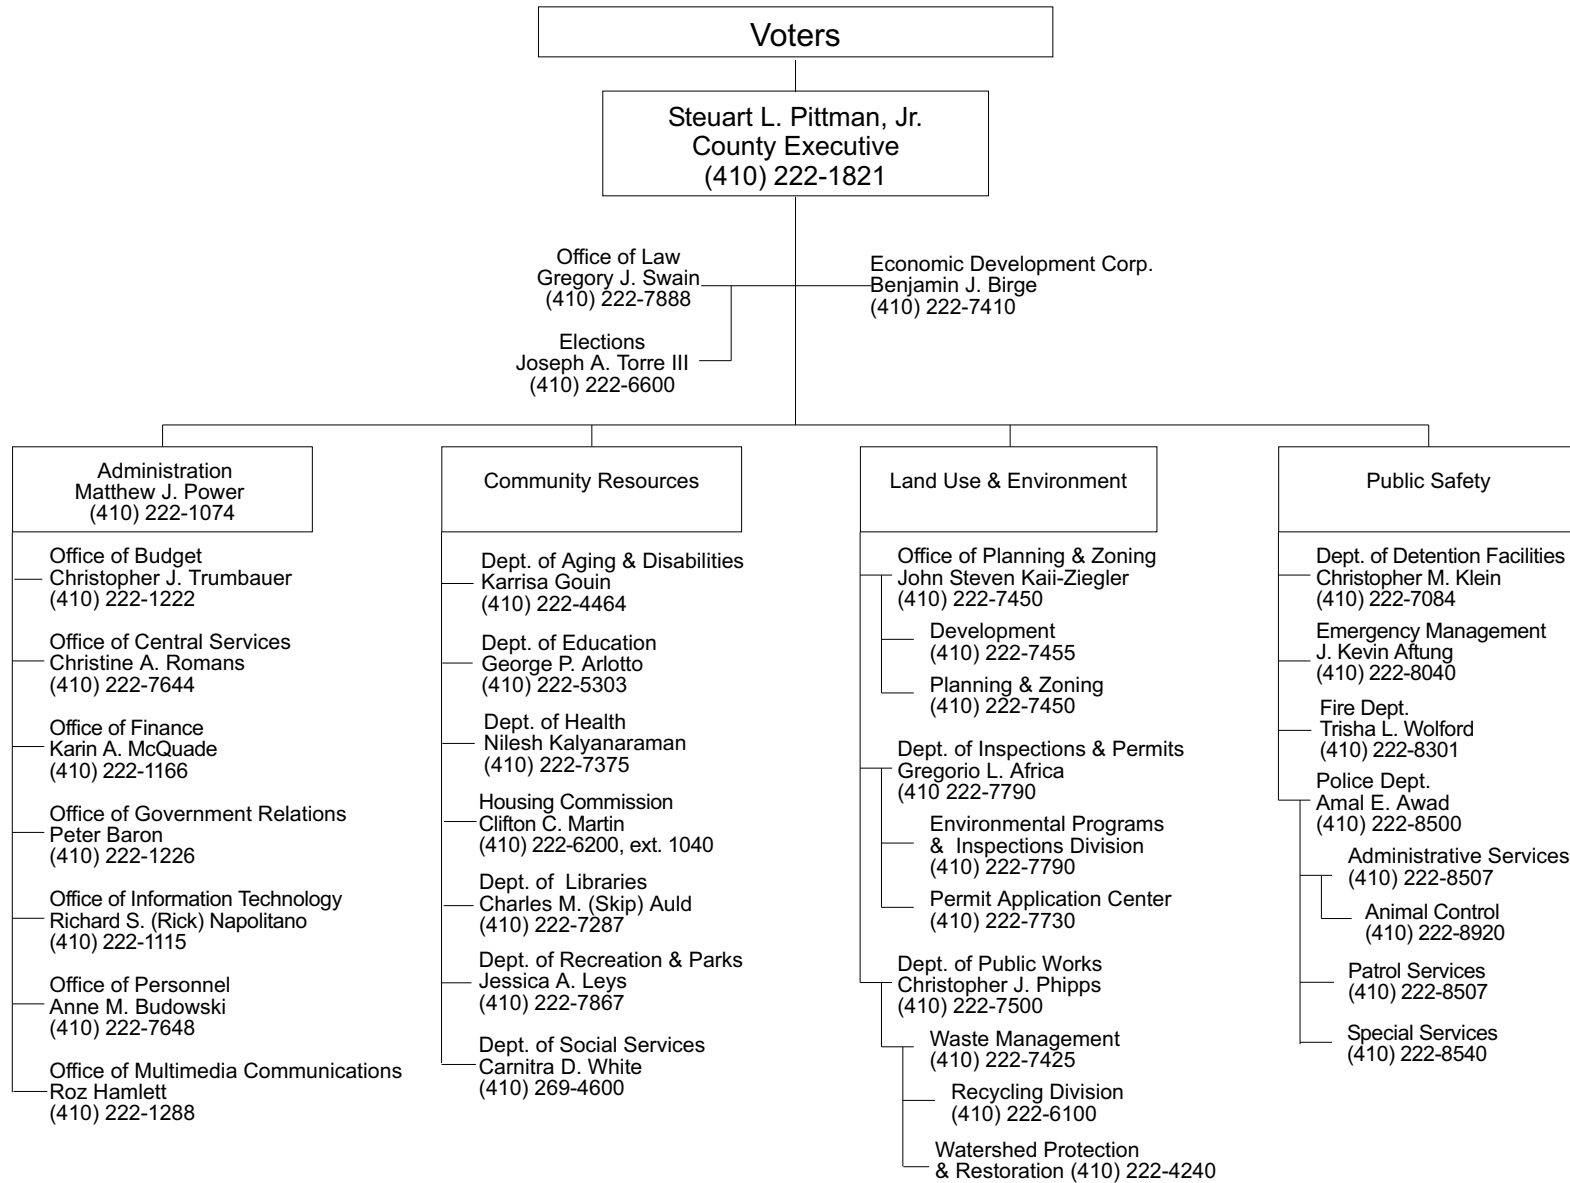 Voters
Steuart L. Pittman, Jr.
County Executive
(410) 222-1821
Office of Law
Gregory J. Swain
(410) 222-7888
Economic Development Corp.
Benjamin J. Birge
(410) 222-7410
Elections
Joseph A. Torre III
(410) 222-6600
Administration
Matthew J. Power
(410) 222-1074
Office of Budget
Christopher J. Trumbauer
(410) 222-1222
Office of Central Services
Christine A. Romans
(410) 222-7644
Office of Finance
Karin A. McQuade
(410) 222-1166
Office of Government Relations
Peter Baron
(410) 222-1226
Office of Information Technology
Richard S. (Rick) Napolitano
(410) 222-1115
Office of Personnel
Anne M. Budowski
(410) 222-7648
Office of Multimedia Communications
Roz Hamlett
(410) 222-1288
Community Resources
Dept. of Aging & Disabilities
Karrisa Gouin
(410) 222-4464
Dept. of Education
George P. Arlotto
(410) 222-5303
Dept. of Health
Nilesh Kalyanaraman
(410) 222-7375
Housing Commission
Clifton C. Martin
(410) 222-6200, ext. 1040
Dept. of Libraries
Charles M. (Skip) Auld
(410) 222-7287
Dept. of Recreation & Parks
Jessica A. Leys
(410) 222-7867
Dept. of Social Services
Carnitra D. White
(410) 269-4600
Land Use & Environment
Office of Planning & Zoning
John Steven Kaii-Ziegler
(410) 222-7450
Development
(410) 222-7455
Planning & Zoning
(410) 222-7450
Dept. of Inspections & Permits
Gregorio L. Africa
(410 222-7790
Environmental Programs
& Inspections Division
(410) 222-7790
Permit Application Center
(410) 222-7730
Dept. of Public Works
Christopher J. Phipps
(410) 222-7500
Waste Management
(410) 222-7425
Recycling Division
(410) 222-6100
Watershed Protection
& Restoration (410) 222-4240
Public Safety
Dept. of Detention Facilities
Christopher M. Klein
(410) 222-7084
Emergency Management
J. Kevin Aftung
(410) 222-8040
Fire Dept.
Trisha L. Wolford
(410) 222-8301
Police Dept.
Amal E. Awad
(410) 222-8500
Administrative Services
(410) 222-8507
Animal Control
(410) 222-8920
Patrol Services
(410) 222-8507
Special Services
(410) 222-8540